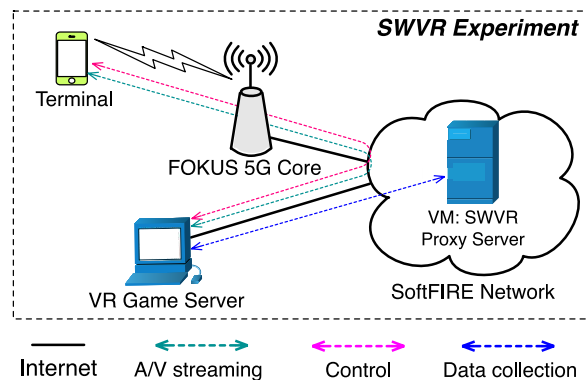 SWVR Experiment
Terminal
FOKUS 5G Core
VM: SWVR
Proxy Server
VR Game Server
SoftFIRE Network
Internet
A/V streaming
Control
Data collection